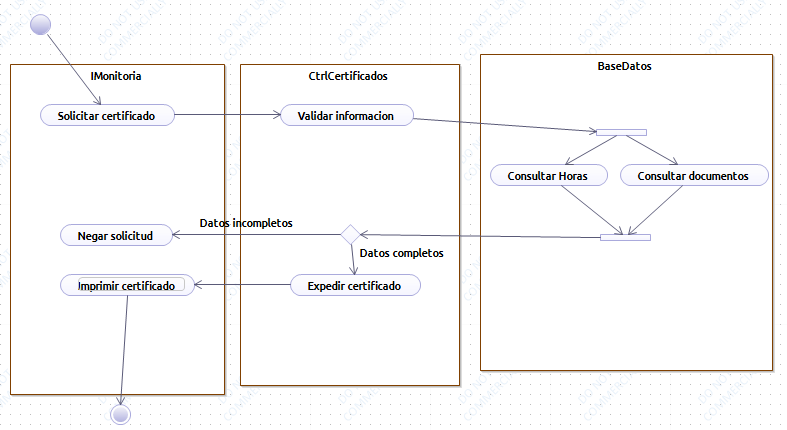 IMonitoria
CtrlCertificados
BaseDatos
Solicitar certificado
Validar informacion
Consultar Horas
Consultar documentos
Datos incompletos
Negar solicitud
Datos completos
Imprimir certificado
Expedir certificado